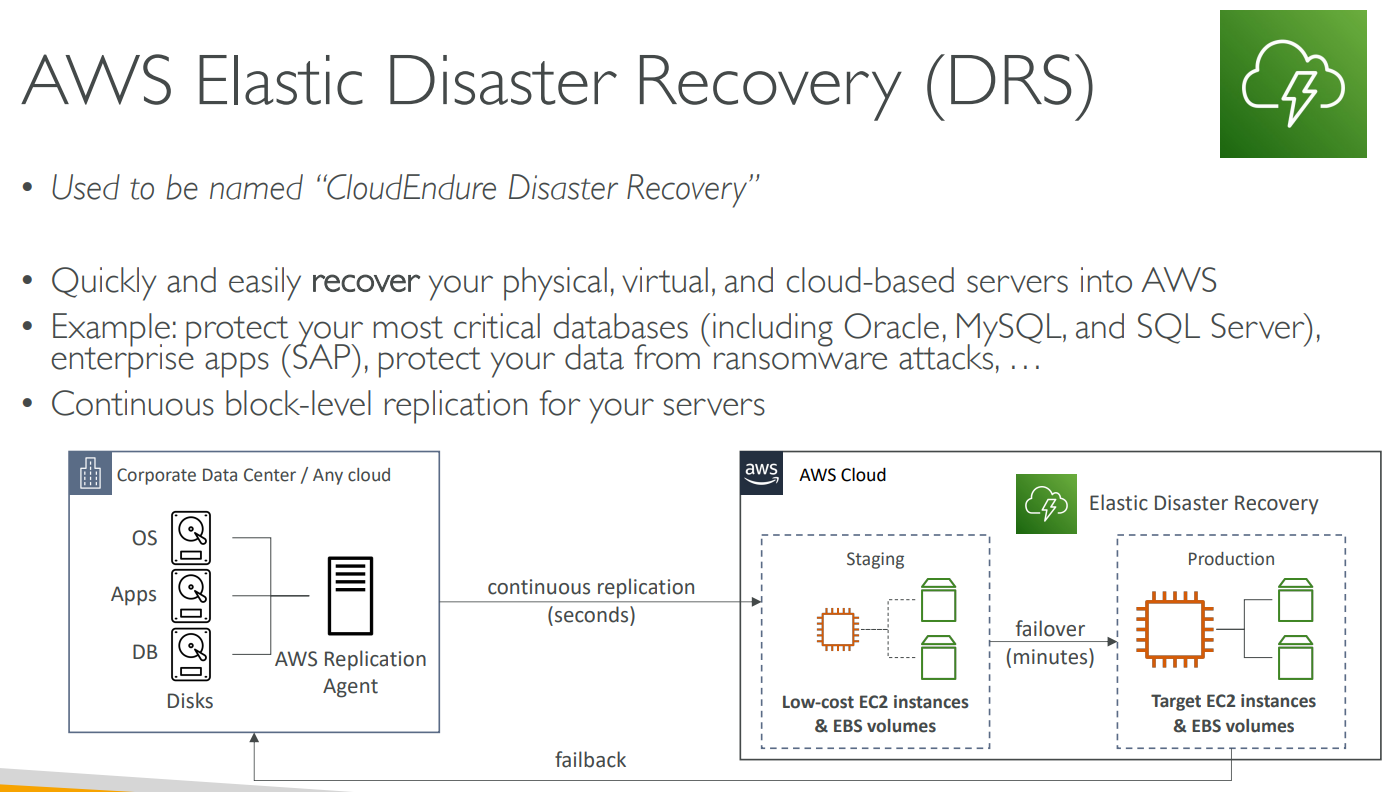 AWS Elastic Disaster Recovery (DRS)
• Used to be named “CloudEndure Disaster Recovery”
• Quickly and easily recover your physical, virtual, and cloud-based servers into AWS
• Example: protect your most critical databases (including Oracle, MySQL, and SQL Server),
enterprise apps (SAP), protect your data from ransomware attacks, …
• Continuous block-level replication for your servers
Corporate Data Center / Any cloud
OS
Apps
DB
Disks
AWS Replication
Agent
continuous replication
(seconds)
aws
AWS Cloud
Elastic Disaster Recovery
Staging
Low-cost EC2 instances
& EBS volumes
failover
(minutes)
Production
Target EC2 instances
& EBS volumes
failback